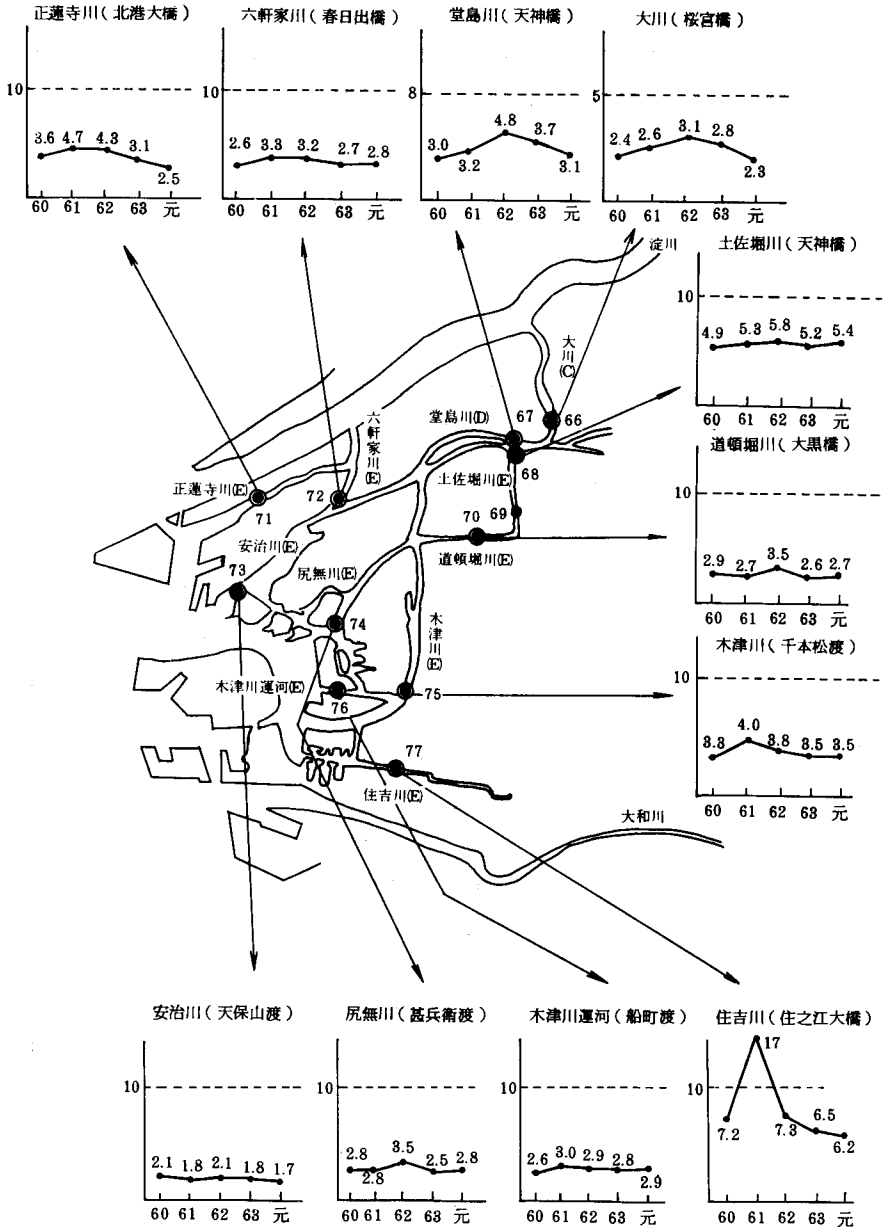 正蓮寺川(北港大橋)
10
3.6 4.7 4.3 3.1 2.5
60 61 62 63 元
六軒家川(春日出橋)
10
2.6 3.3 3.2 2.7 2.8
60 61 62 63 元
堂島川(天神橋)
8
3.0 3.2 4.8 3.7 3.1
60 61 62 63 元
大川(桜宮橋)
5
2.4 2.6 3.1 2.8 2.3
60 61 62 63 元
土佐堀川(天神橋)
10
4.9 5.3 5.8 5.2 5.4
60 61 62 63 元
道頓堀川(大黒橋)
10
2.9 2.7 3.5 2.6 2.7
60 61 62 63 元
木津川(千本松渡)
10
3.3 4.0 3.8 3.5 3.5
60 61 62 63 元
淀川
大川(C)
66
堂島川(D)
67
六軒家川(E)
土佐堀川(E)
68
正蓮寺川(E)
71
72
69
70
安治川(E)
道頓堀川(E)
73
尻無川(E)
74
木津川(E)
木津川運河(E)
76
75
77
住吉川(E)
大和川
安治川(天保山渡)
10
2.1 1.8 2.1 1.8 1.7
60 61 62 63 元
尻無川(甚兵衛渡)
10
2.8 2.8 3.5 2.5 2.8
60 61 62 63 元
木津川運河(船町渡)
10
2.6 3.0 2.9 2.8 2.9
60 61 62 63 元
住吉川(住之江大橋)
10
7.2 17 7.3 6.5 6.2
60 61 62 63 元